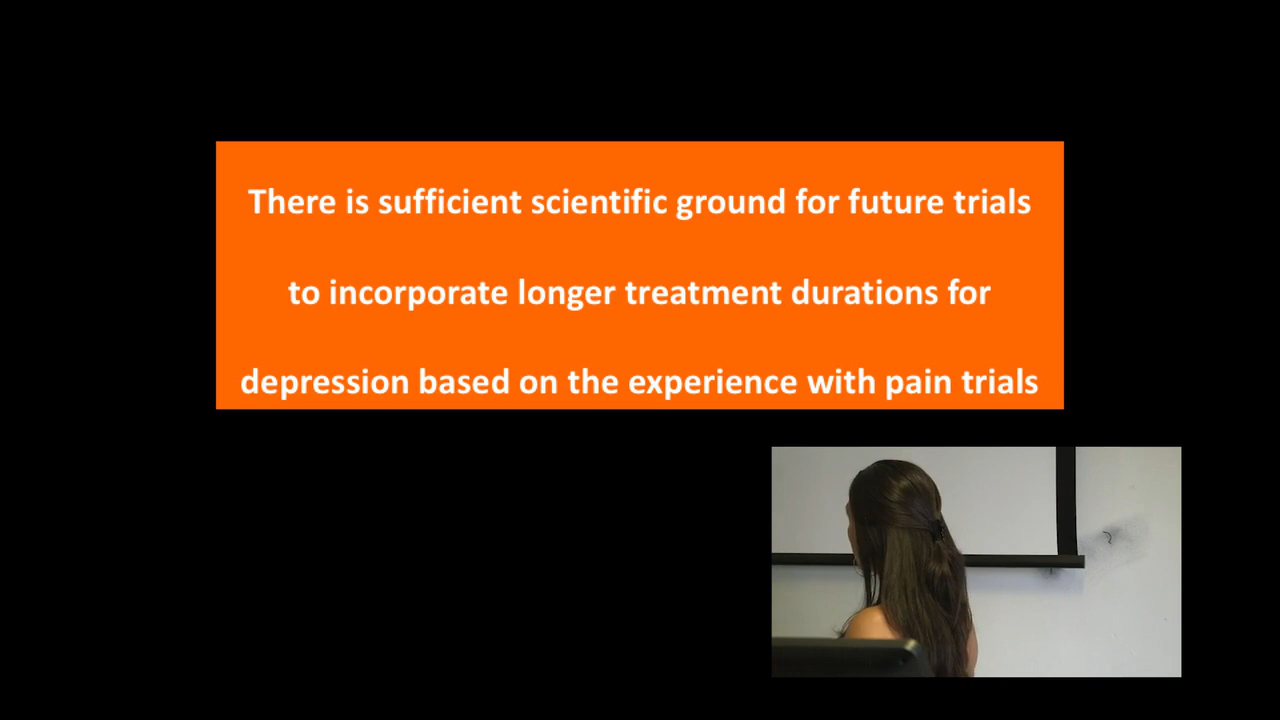 There is sufficient scientific ground for future trials
to incorporate longer treatment durations for
depression based on the experience with pain trials